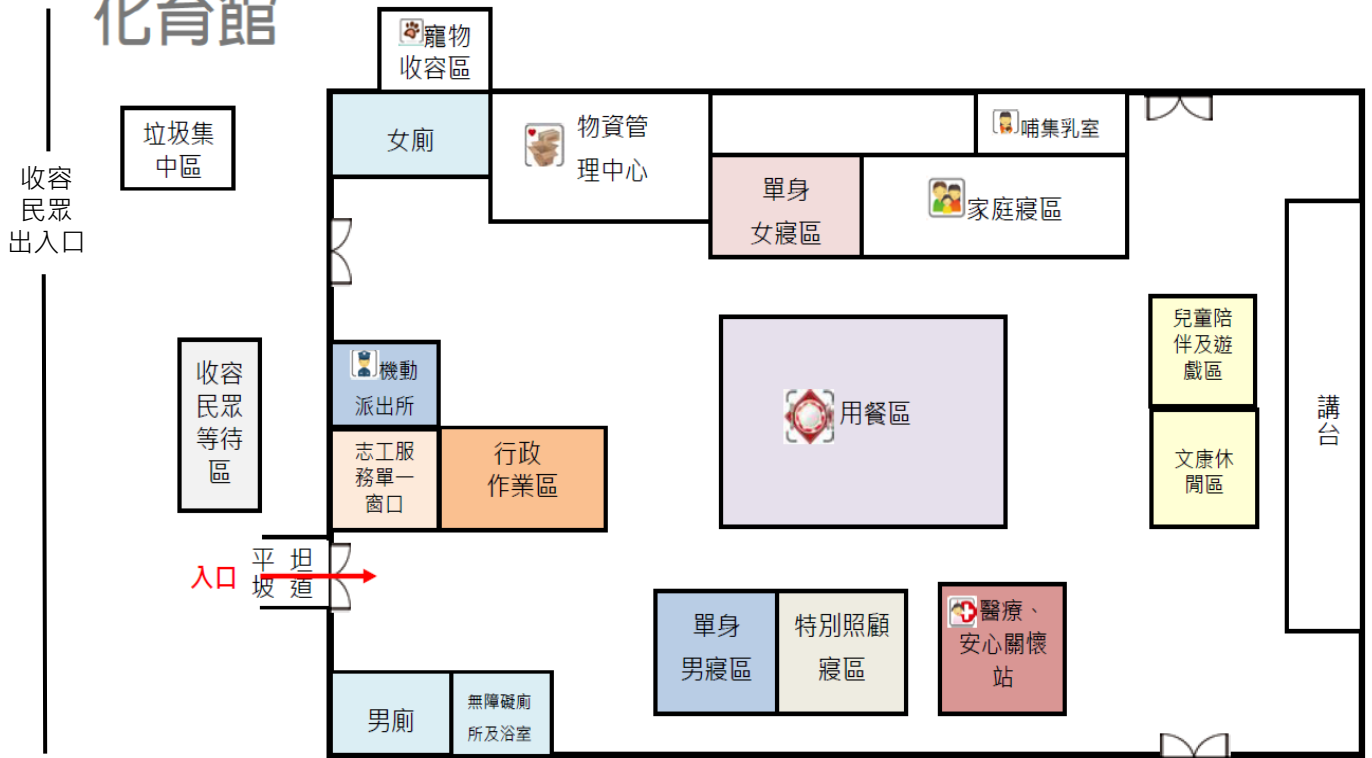 化育館
寵物
收容區
垃圾集
中區
收容
民眾
出入口
女廁
物資管
理中心
哺集乳室
單身
女寢區
家庭寢區
收容
民眾
等待
區
機動
派出所
志工服
務單一
窗口
行政
作業區
用餐區
兒童陪
伴及遊
戲區
文康休
閒區
講
台
入口
平 坦
坡 道
單身
男寢區
特別照顧
寢區
醫療、
安心關懷
站
男廁
無障礙廁
所及浴室